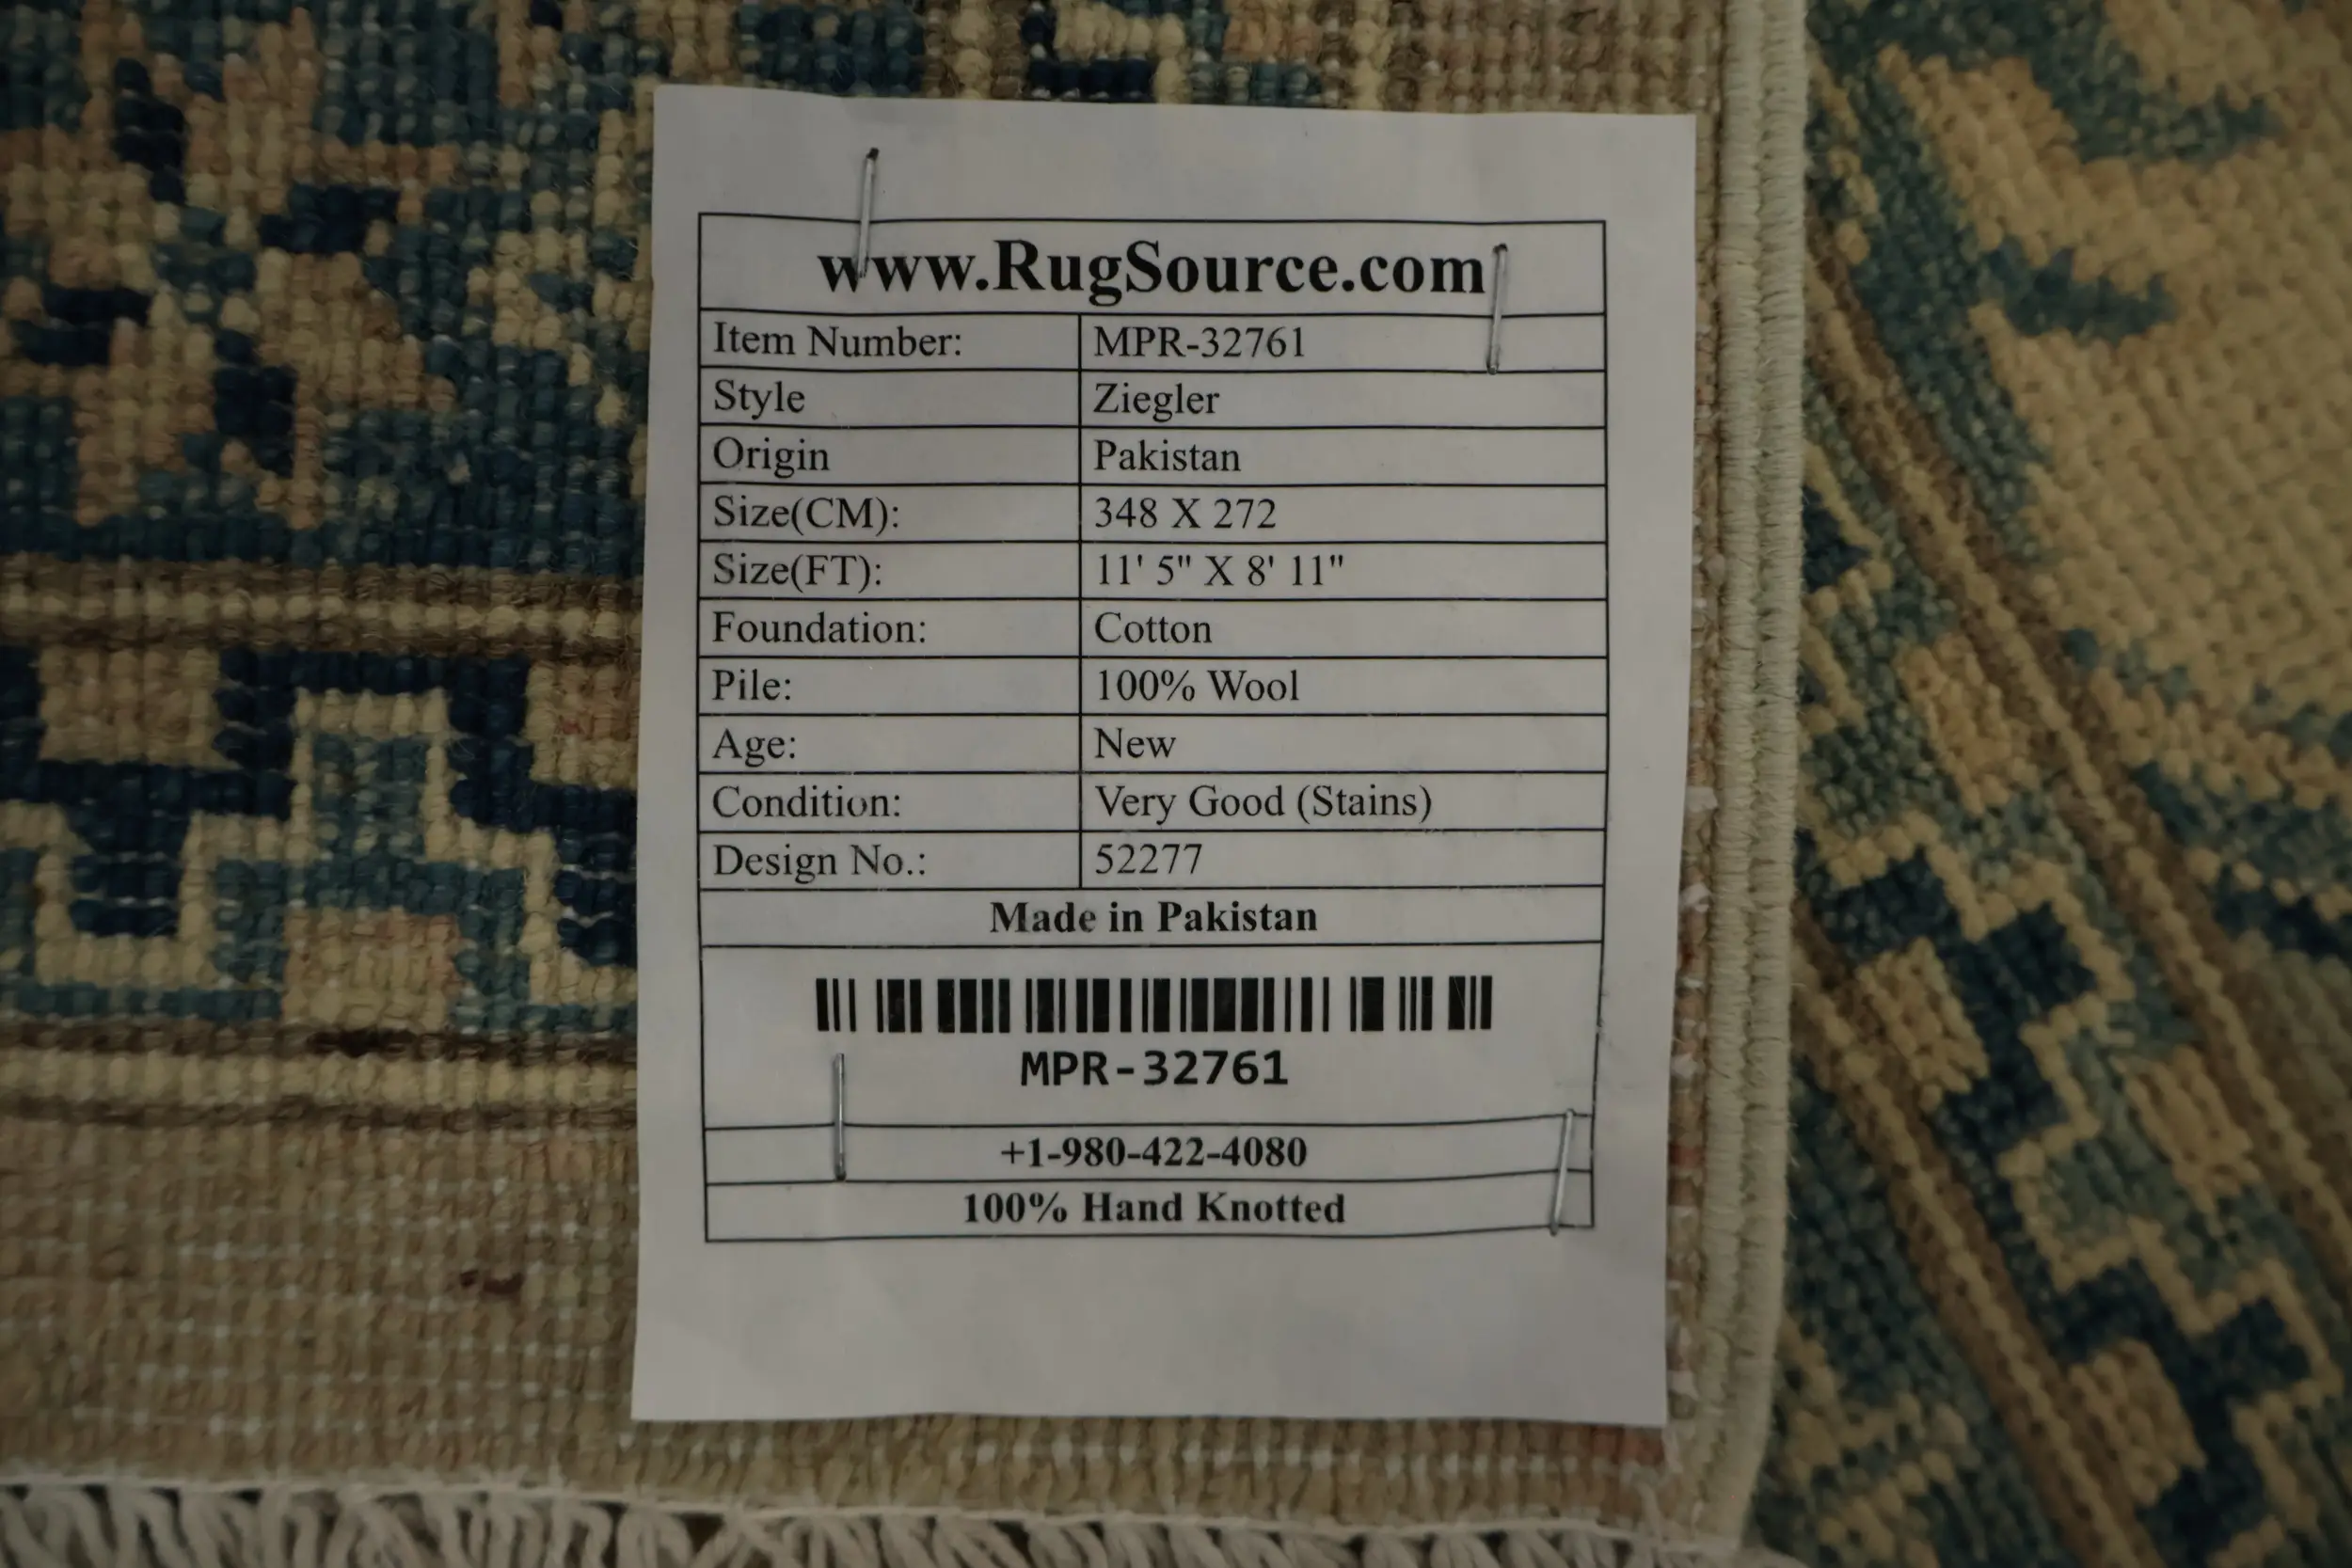 www.RugSource.com
Item Number: MPR-32761
Style Ziegler
Origin Pakistan
Size(CM): 348 X 272
Size(FT): 11' 5" X 8' 11"
Foundation: Cotton
Pile: 100% Wool
Age: New
Condition: Very Good (Stains)
Design No.: 52277
Made in Pakistan
MPR-32761
+1-980-422-4080
100% Hand Knotted